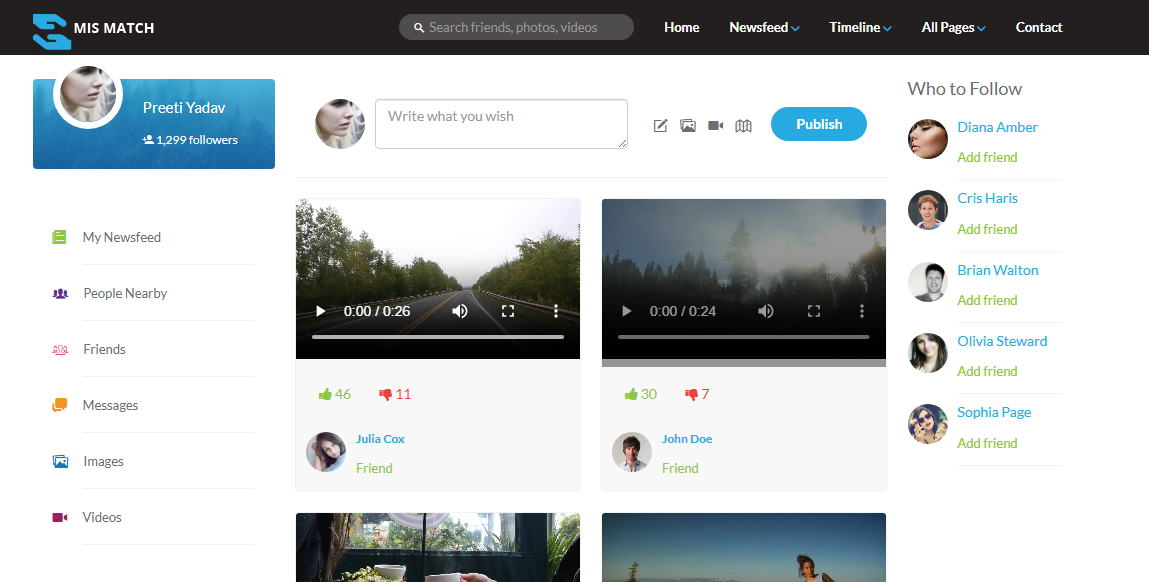 MIS MATCH
Search friends, photos, videos
Home
Newsfeed
Timeline
All Pages
Contact
Preeti Yadav
1,299 followers
My Newsfeed
People Nearby
Friends
Messages
Images
Videos
Write what you wish
Publish
0:00 / 0:26
46
11
Julia Cox
Friend
0:00 / 0:24
30
7
John Doe
Friend
Who to Follow
Diana Amber
Add friend
Cris Haris
Add friend
Brian Walton
Add friend
Olivia Steward
Add friend
Sophia Page
Add friend